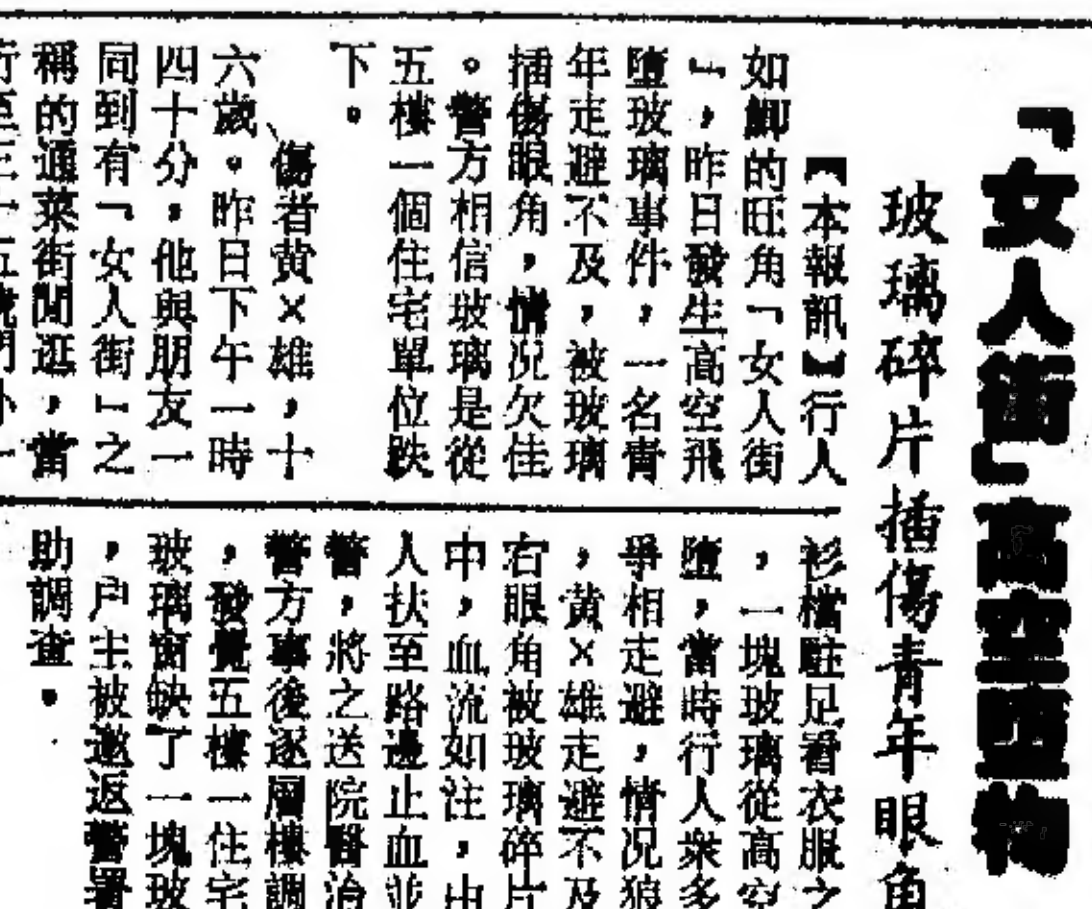 「女人街」高空墮物
玻璃碎片插傷青年眼角
【本報訊】行人
如鯽的旺角「女人街
」，昨日發生高空飛
墮玻璃事件，一名青
年走避不及，被玻璃
插傷眼角，情況欠佳
。警方相信玻璃是從
五樓一個住宅單位跌
下。
傷者黃×雄，十
六歲。昨日下午一時
四十分，他與朋友一
同到有「女人街」之
稱的通菜街閒逛，當
衫檔駐足看衣服之
，一塊玻璃從高空
墮，當時行人衆多
爭相走避，情況狼
，黃×雄走避不及
右眼角被玻璃碎片
中，血流如注，由
人扶至路邊止血並
警，將之送院醫治
警方事後逐層樓調
，發覺五樓一住宅
玻璃窗缺了一塊玻
，戶主被邀返警署
助調查。